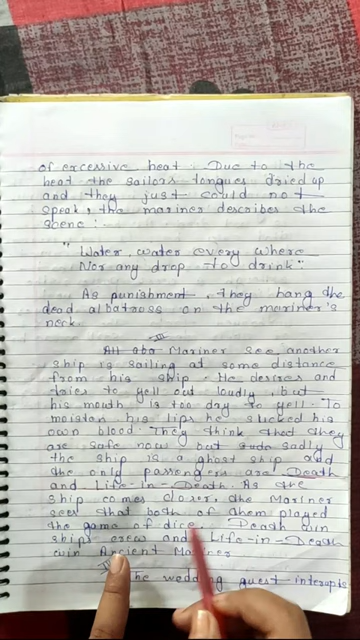 of excessive heat. Due to the
heat the sailors tongues dried up
and they just could not
speak, the mariner describes the
scene:-
"Water, water every where
Nor any drop to drink"
As punishment, they hang the
dead albatross on the mariner's
neck.
III
Mariner see another
ship is sailing at some distance
from his ship. He desires and
tries to yell out loudly, but
his mouth is too dry to yell. To
moisten his lips he sucked his
own blood. They think that they
are safe now but sadly
the ship is a ghost ship and
the only passengers are Death
and Life-in-Death. As the
ship comes closer, the Mariner
sees that both of them played
the game of dice. Death win
ships crew and Life-in-Death
win Ancient Mariner
The wedding guest interupts